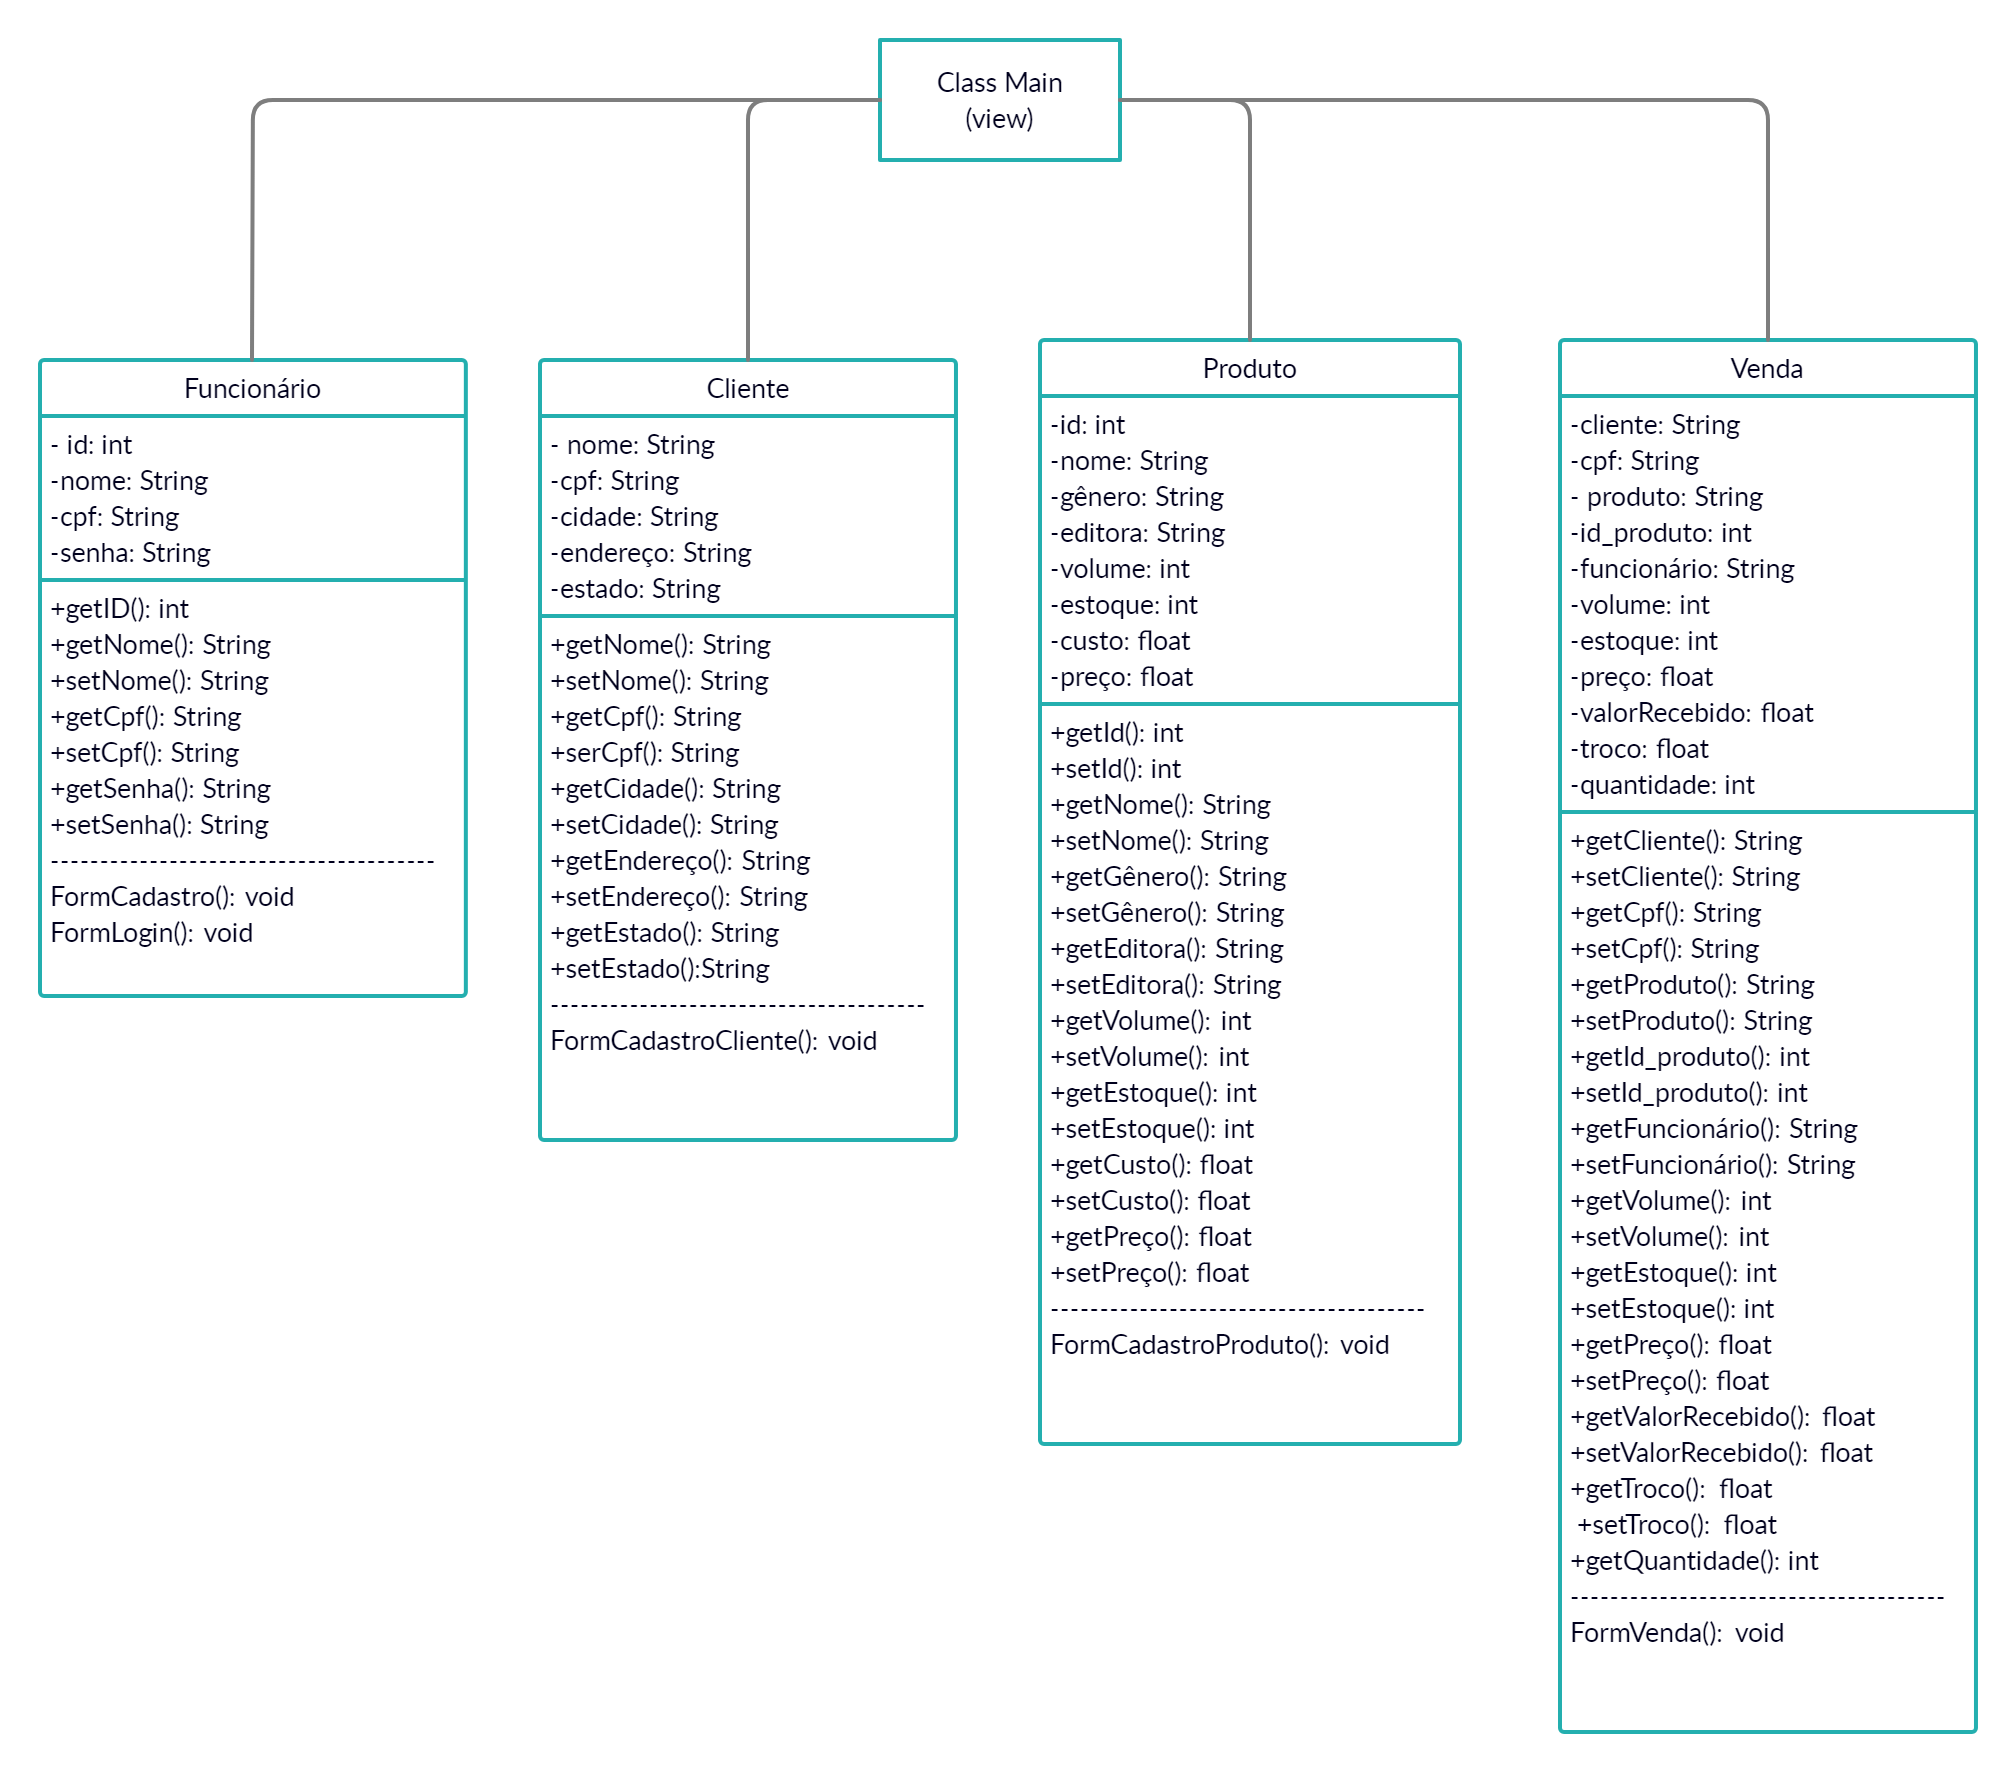 Class Main
(view)
Funcionário
- id: int
-nome: String
-cpf: String
-senha: String
+getID(): int
+getNome(): String
+setNome(): String
+getCpf(): String
+setCpf(): String
+getSenha(): String
+setSenha(): String
---------------------------------------
FormCadastro(): void
FormLogin(): void
Cliente
- nome: String
-cpf: String
-cidade: String
-endereço: String
-estado: String
+getNome(): String
+setNome(): String
+getCpf(): String
+serCpf(): String
+getCidade(): String
+setCidade(): String
+getEndereço(): String
+setEndereço(): String
+getEstado(): String
+setEstado():String
--------------------------------------
FormCadastroCliente(): void
Produto
-id: int
-nome: String
-gênero: String
-editora: String
-volume: int
-estoque: int
-custo: float
-preço: float
+getId(): int
+setId(): int
+getNome(): String
+setNome(): String
+getGênero(): String
+setGênero(): String
+getEditora(): String
+setEditora(): String
+getVolume(): int
+setVolume(): int
+getEstoque(): int
+setEstoque(): int
+getCusto(): float
+setCusto(): float
+getPreço(): float
+setPreço(): float
--------------------------------------
FormCadastroProduto(): void
Venda
-cliente: String
-cpf: String
- produto: String
-id_produto: int
-funcionário: String
-volume: int
-estoque: int
-preço: float
-valorRecebido: float
-troco: float
-quantidade: int
+getCliente(): String
+setCliente(): String
+getCpf(): String
+setCpf(): String
+getProduto(): String
+setProduto(): String
+getId_produto(): int
+setId_produto(): int
+getFuncionário(): String
+setFuncionário(): String
+getVolume(): int
+setVolume(): int
+getEstoque(): int
+setEstoque(): int
+getPreço(): float
+setPreço(): float
+getValorRecebido(): float
+setValorRecebido(): float
+getTroco(): float
+setTroco(): float
+getQuantidade(): int
--------------------------------------
FormVenda(): void